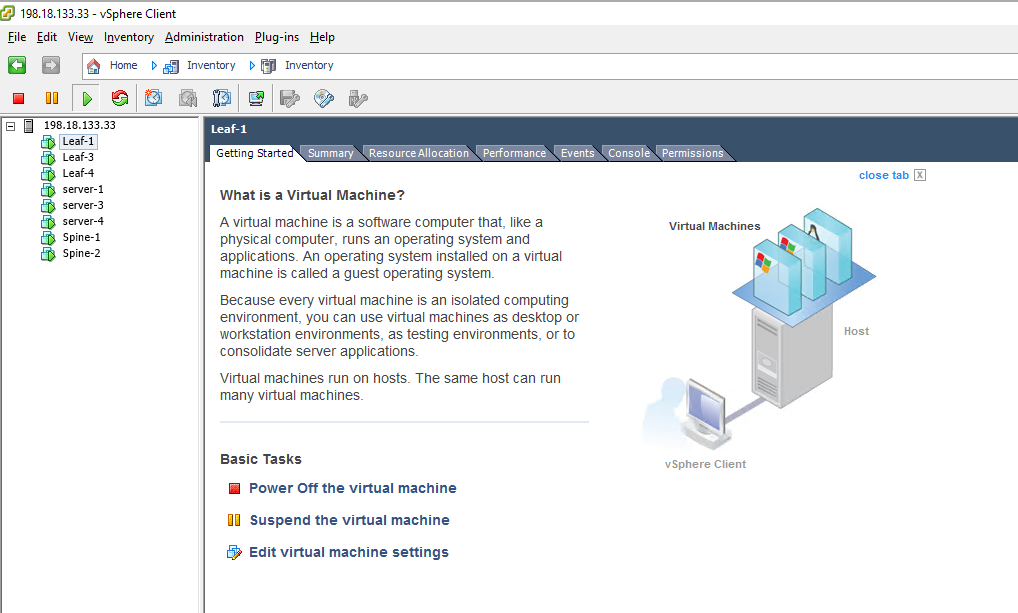 198.18.133.33 - vSphere Client
File Edit View Inventory Administration Plug-ins Help
Home Inventory Inventory
198.18.133.33
Leaf-1
Leaf-3
Leaf-4
server-1
server-3
server-4
Spine-1
Spine-2
Leaf-1
Getting Started Summary Resource Allocation Performance Events Console Permissions
close tab X
What is a Virtual Machine?
A virtual machine is a software computer that, like a
physical computer, runs an operating system and
applications. An operating system installed on a virtual
machine is called a guest operating system.
Because every virtual machine is an isolated computing
environment, you can use virtual machines as desktop or
workstation environments, as testing environments, or to
consolidate server applications.
Virtual machines run on hosts. The same host can run
many virtual machines.
Basic Tasks
Power Off the virtual machine
Suspend the virtual machine
Edit virtual machine settings
Virtual Machines
Host
vSphere Client